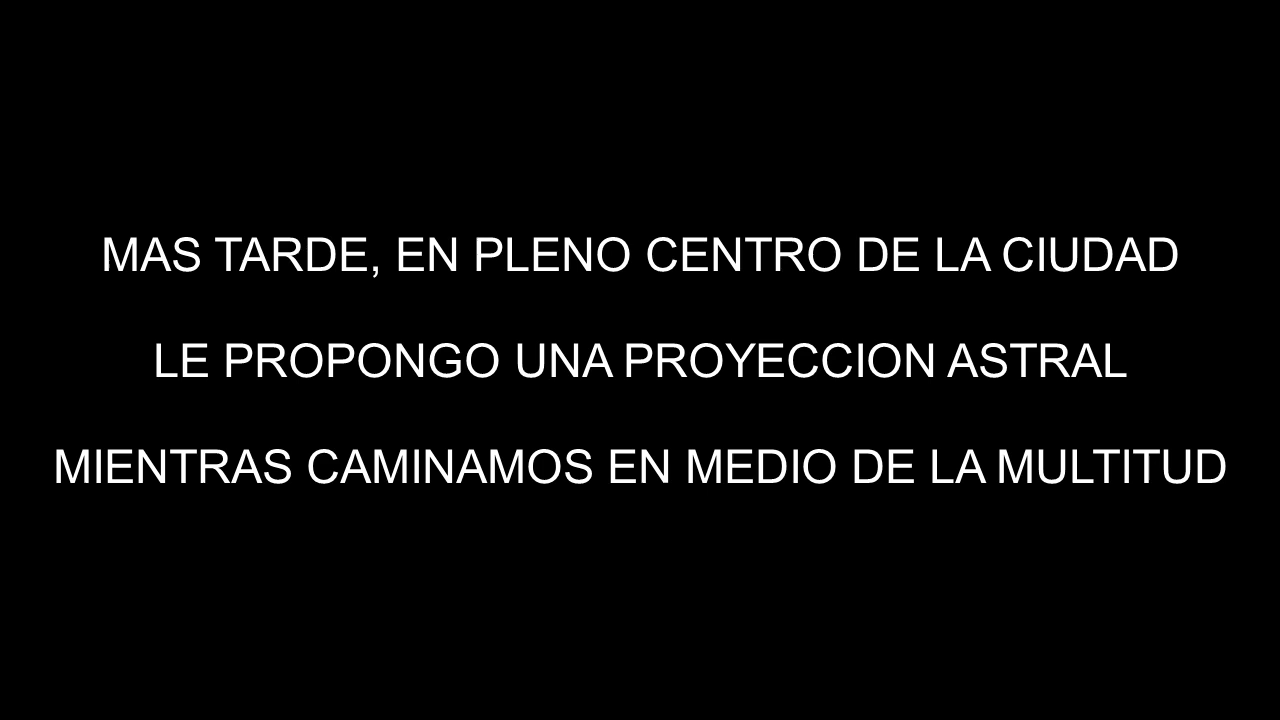 MAS TARDE, EN PLENO CENTRO DE LA CIUDAD
LE PROPONGO UNA PROYECCION ASTRAL
MIENTRAS CAMINAMOS EN MEDIO DE LA MULTITUD